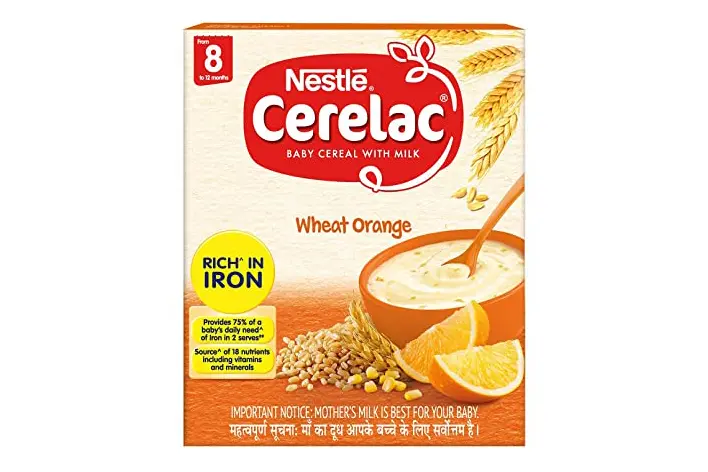 From
8
to 12 months
Nestlé®
Cerelac®
BABY CEREAL WITH MILK
Wheat Orange
RICH^ IN
IRON
Provides 75% of a
baby's daily need^
of iron in 2 serves**
Source^ of 18 nutrients
including vitamins
and minerals
IMPORTANT NOTICE: MOTHER'S MILK IS BEST FOR YOUR BABY.
महत्वपूर्ण सूचना: माँ का दूध आपके बच्चे के लिए सर्वोत्तम है।